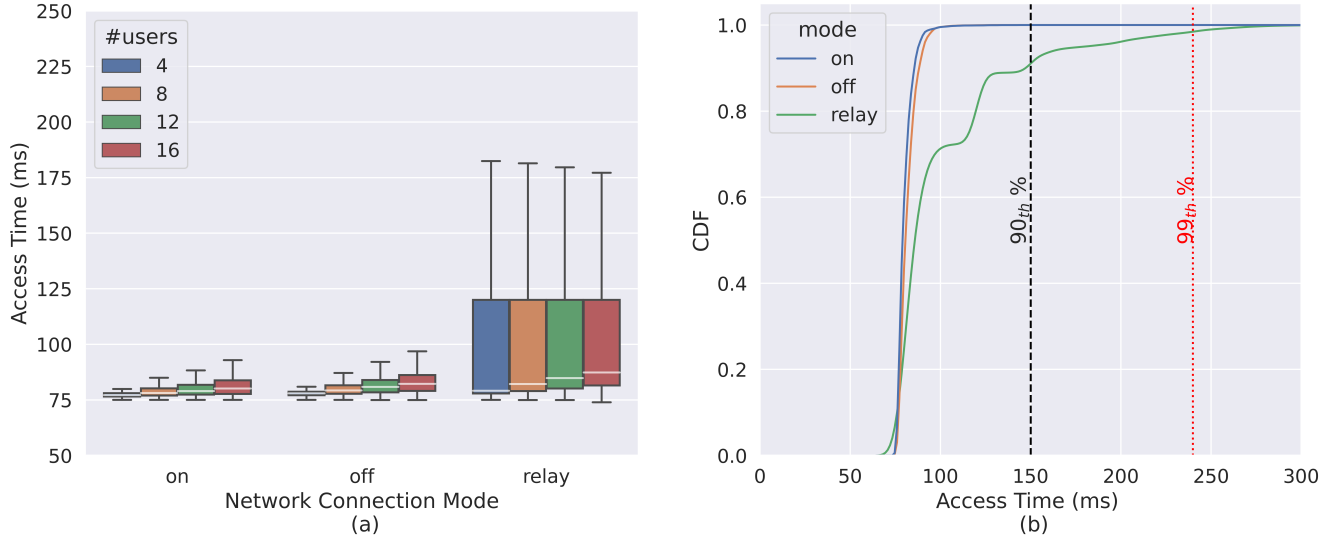 250
225
200
175
150
125
100
75
50
Access Time (ms)
#users
4
8
12
16
on off relay
Network Connection Mode
(a)
1.0
0.8
0.6
0.4
0.2
0.0
CDF
mode
on
off
relay
90th %
99th %
0 50 100 150 200 250 300
Access Time (ms)
(b)